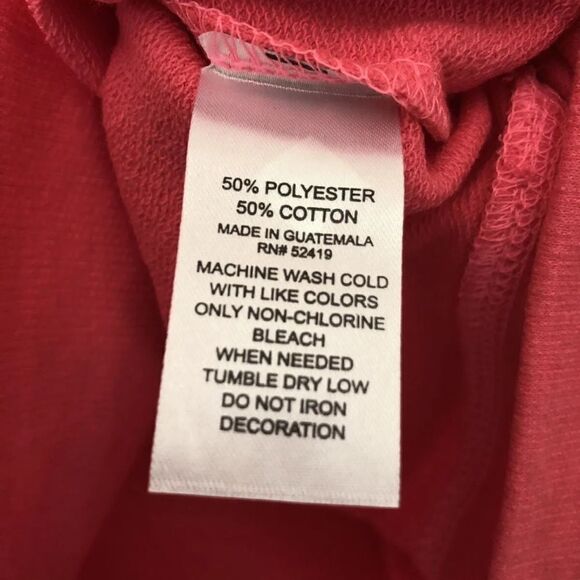 50% POLYESTER
50% COTTON
MADE IN GUATEMALA
RN# 52419
MACHINE WASH COLD
WITH LIKE COLORS
ONLY NON-CHLORINE
BLEACH
WHEN NEEDED
TUMBLE DRY LOW
DO NOT IRON
DECORATION